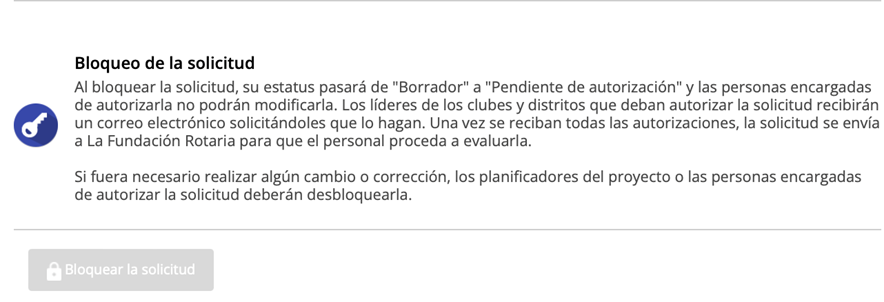 Bloqueo de la solicitud
Al bloquear la solicitud, su estatus pasará de "Borrador" a "Pendiente de autorización" y las personas encargadas
de autorizarla no podrán modificarla. Los líderes de los clubes y distritos que deban autorizar la solicitud recibirán
un correo electrónico solicitándoles que lo hagan. Una vez se reciban todas las autorizaciones, la solicitud se envía
a La Fundación Rotaria para que el personal proceda a evaluarla.
Si fuera necesario realizar algún cambio o corrección, los planificadores del proyecto o las personas encargadas
de autorizar la solicitud deberán desbloquearla.
Bloquear la solicitud